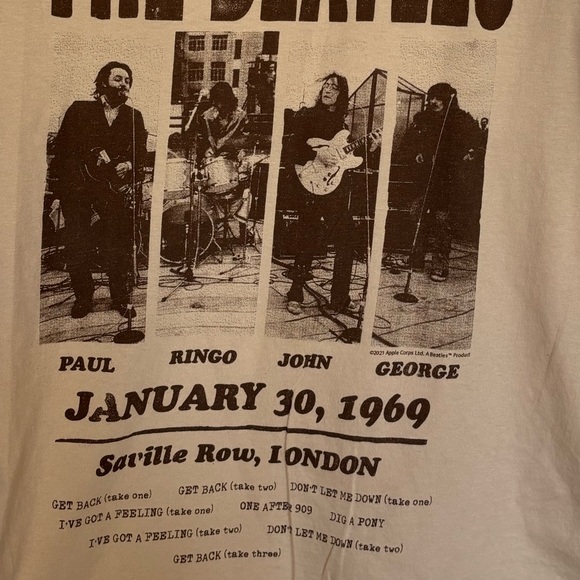 THE BEATLES
©2021 Apple Corps Ltd. A Beatles™ Product
PAUL RINGO JOHN GEORGE
JANUARY 30, 1969
Saville Row, LONDON
GET BACK (take one) GET BACK (take two) DON'T LET ME DOWN (take one)
I'VE GOT A FEELING (take one) ONE AFTER 909 DIG A PONY
I'VE GOT A FEELING (take two) DON'T LET ME DOWN (take two)
GET BACK (take three)